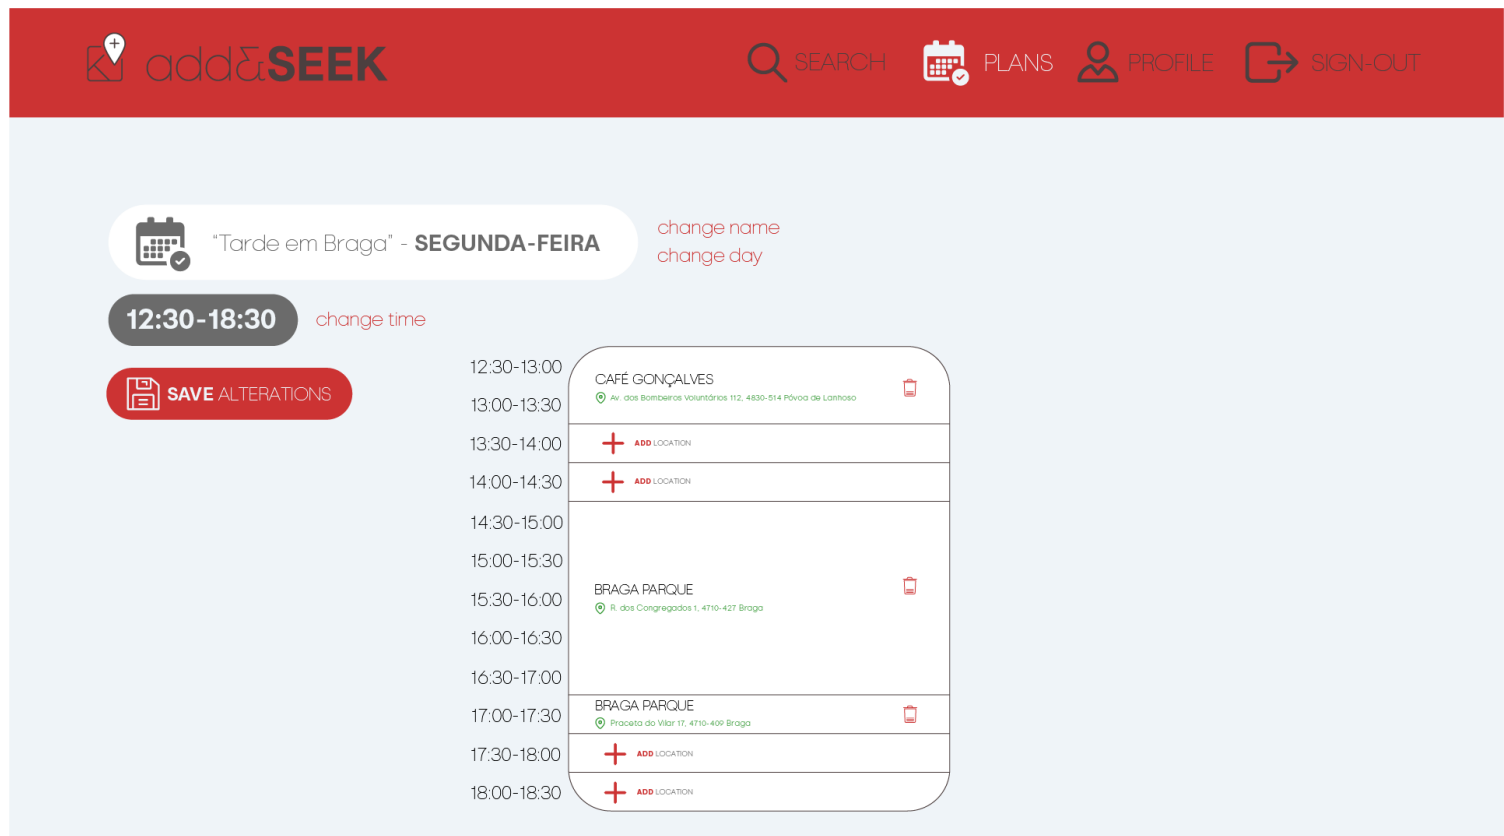 add&SEEK
SEARCH
PLANS
PROFILE
SIGN-OUT
"Tarde em Braga" - SEGUNDA-FEIRA
change name
change day
12:30-18:30
change time
SAVE ALTERATIONS
12:30-13:00
CAFÉ GONÇALVES
Av. dos Bombeiros Voluntários 112, 4830-514 Póvoa de Lanhoso
13:00-13:30
13:30-14:00
ADD LOCATION
14:00-14:30
ADD LOCATION
14:30-15:00
15:00-15:30
15:30-16:00
BRAGA PARQUE
R. dos Congregados 1, 4710-427 Braga
16:00-16:30
16:30-17:00
17:00-17:30
BRAGA PARQUE
Praceta do Vilar 17, 4710-409 Braga
17:30-18:00
ADD LOCATION
18:00-18:30
ADD LOCATION